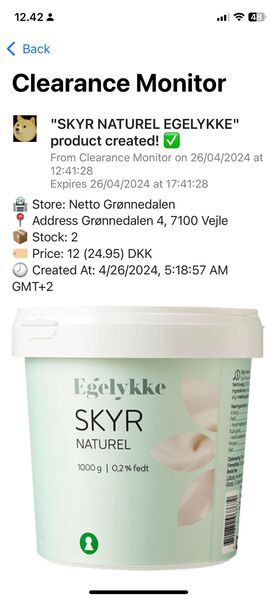 12.42
48
Back
Clearance Monitor
"SKYR NATUREL EGELYKKE"
product created! ✅
From Clearance Monitor on 26/04/2024 at
12:41:28
Expires 26/04/2024 at 17:41:28
🏪 Store: Netto Grønnedalen
📍 Address Grønnedalen 4, 7100 Vejle
📦 Stock: 2
🏷️ Price: 12 (24.95) DKK
🕗 Created At: 4/26/2024, 5:18:57 AM
GMT+2
Egelykke
SKYR
NATUREL
1000 g | 0,2% fedt